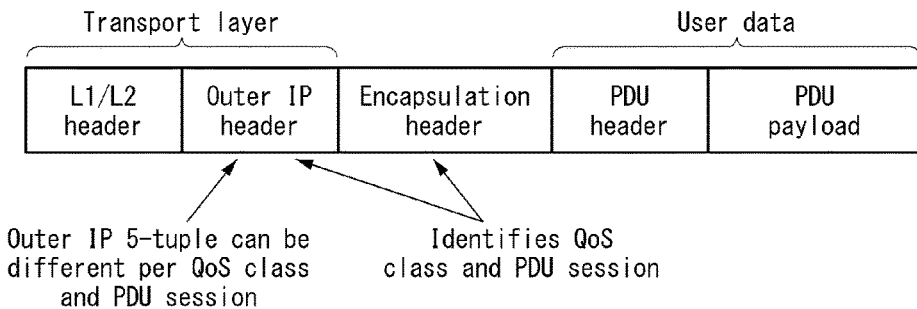 Transport layer
User data
L1/L2
header
Outer IP
header
Encapsulation
header
PDU
header
PDU
payload
Outer IP 5-tuple can be
different per QoS class
and PDU session
Identifies QoS
class and PDU session